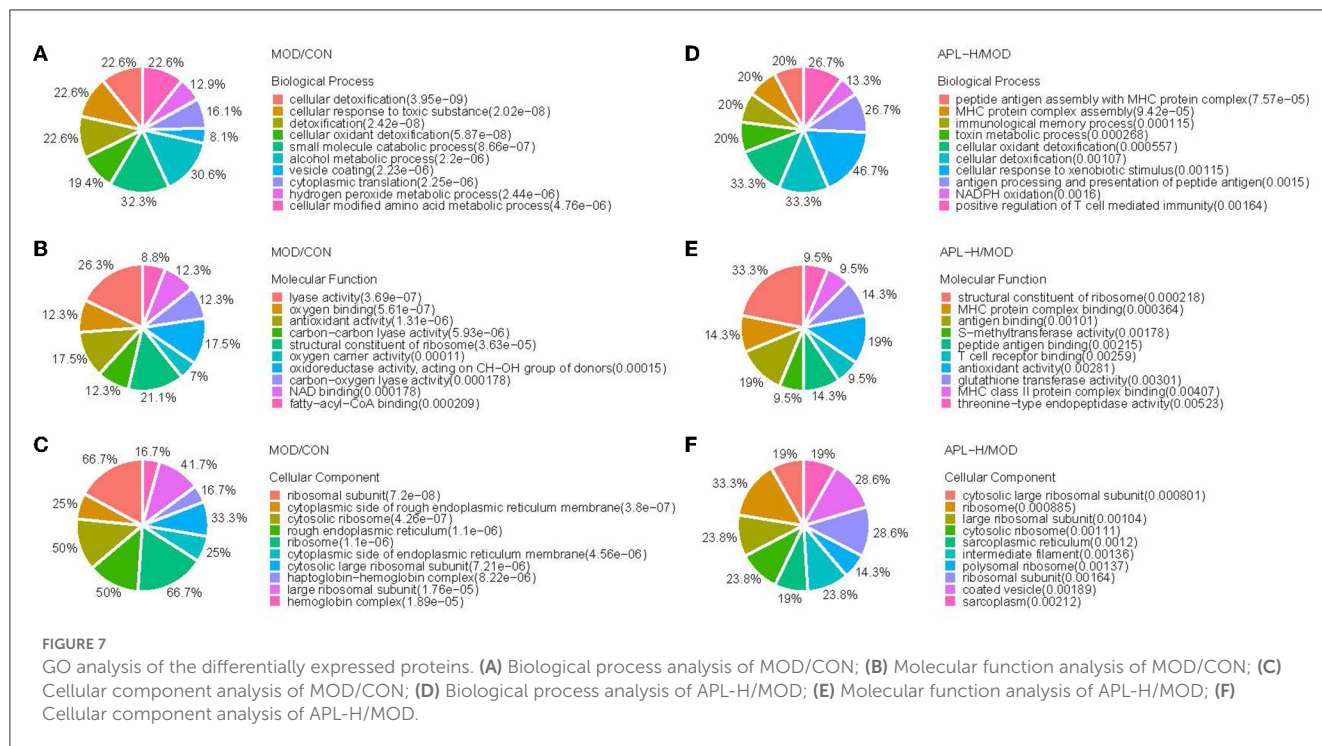 A
MOD/CON
22.6%
22.6%
12.9%
22.6%
16.1%
22.6%
8.1%
19.4%
30.6%
32.3%
Biological Process
cellular detoxification(3.95e-09)
cellular response to toxic substance(2.02e-08)
detoxification(2.42e-08)
cellular oxidant detoxification(5.87e-08)
small molecule catabolic process(8.66e-07)
alcohol metabolic process(2.2e-06)
vesicle coating(2.23e-06)
cytoplasmic translation(2.25e-06)
hydrogen peroxide metabolic process(2.44e-06)
cellular modified amino acid metabolic process(4.76e-06)
D
APL-H/MOD
20%
26.7%
20%
13.3%
20%
26.7%
20%
46.7%
33.3%
33.3%
Biological Process
peptide antigen assembly with MHC protein complex(7.57e-05)
MHC protein complex assembly(9.42e-05)
immunological memory process(0.000115)
toxin metabolic process(0.000268)
cellular oxidant detoxification(0.000557)
cellular detoxification(0.00107)
cellular response to xenobiotic stimulus(0.00115)
antigen processing and presentation of peptide antigen(0.0015)
NADPH oxidation(0.0016)
positive regulation of T cell mediated immunity(0.00164)
B
MOD/CON
8.8%
26.3%
12.3%
12.3%
12.3%
17.5%
17.5%
12.3%
7%
21.1%
Molecular Function
lyase activity(3.69e-07)
oxygen binding(5.61e-07)
antioxidant activity(1.31e-06)
carbon-carbon lyase activity(5.93e-06)
structural constituent of ribosome(3.63e-05)
oxygen carrier activity(0.00011)
oxidoreductase activity, acting on CH-OH group of donors(0.00015)
carbon-oxygen lyase activity(0.000178)
NAD binding(0.000178)
fatty-acyl-CoA binding(0.000209)
E
APL-H/MOD
9.5%
33.3%
9.5%
14.3%
14.3%
19%
19%
9.5%
9.5%
14.3%
Molecular Function
structural constituent of ribosome(0.000218)
MHC protein complex binding(0.000364)
antigen binding(0.00101)
S-methyltransferase activity(0.00178)
peptide antigen binding(0.00215)
T cell receptor binding(0.00259)
antioxidant activity(0.00281)
glutathione transferase activity(0.00301)
MHC class II protein complex binding(0.00407)
threonine-type endopeptidase activity(0.00523)
C
MOD/CON
16.7%
66.7%
41.7%
16.7%
25%
33.3%
50%
25%
50%
66.7%
Cellular Component
ribosomal subunit(7.2e-08)
cytoplasmic side of rough endoplasmic reticulum membrane(3.8e-07)
cytosolic ribosome(4.26e-07)
rough endoplasmic reticulum(1.1e-06)
ribosome(1.1e-06)
cytoplasmic side of endoplasmic reticulum membrane(4.56e-06)
cytosolic large ribosomal subunit(7.21e-06)
haptoglobin-hemoglobin complex(8.22e-06)
large ribosomal subunit(1.76e-05)
hemoglobin complex(1.89e-05)
F
APL-H/MOD
19%
19%
28.6%
33.3%
28.6%
23.8%
14.3%
23.8%
19%
23.8%
Cellular Component
cytosolic large ribosomal subunit(0.000801)
ribosome(0.000885)
large ribosomal subunit(0.00104)
cytosolic ribosome(0.00111)
sarcoplasmic reticulum(0.0012)
intermediate filament(0.00136)
polysomal ribosome(0.00137)
ribosomal subunit(0.00164)
coated vesicle(0.00189)
sarcoplasm(0.00212)
FIGURE 7
GO analysis of the differentially expressed proteins. (A) Biological process analysis of MOD/CON; (B) Molecular function analysis of MOD/CON; (C)
Cellular component analysis of MOD/CON; (D) Biological process analysis of APL-H/MOD; (E) Molecular function analysis of APL-H/MOD; (F)
Cellular component analysis of APL-H/MOD.